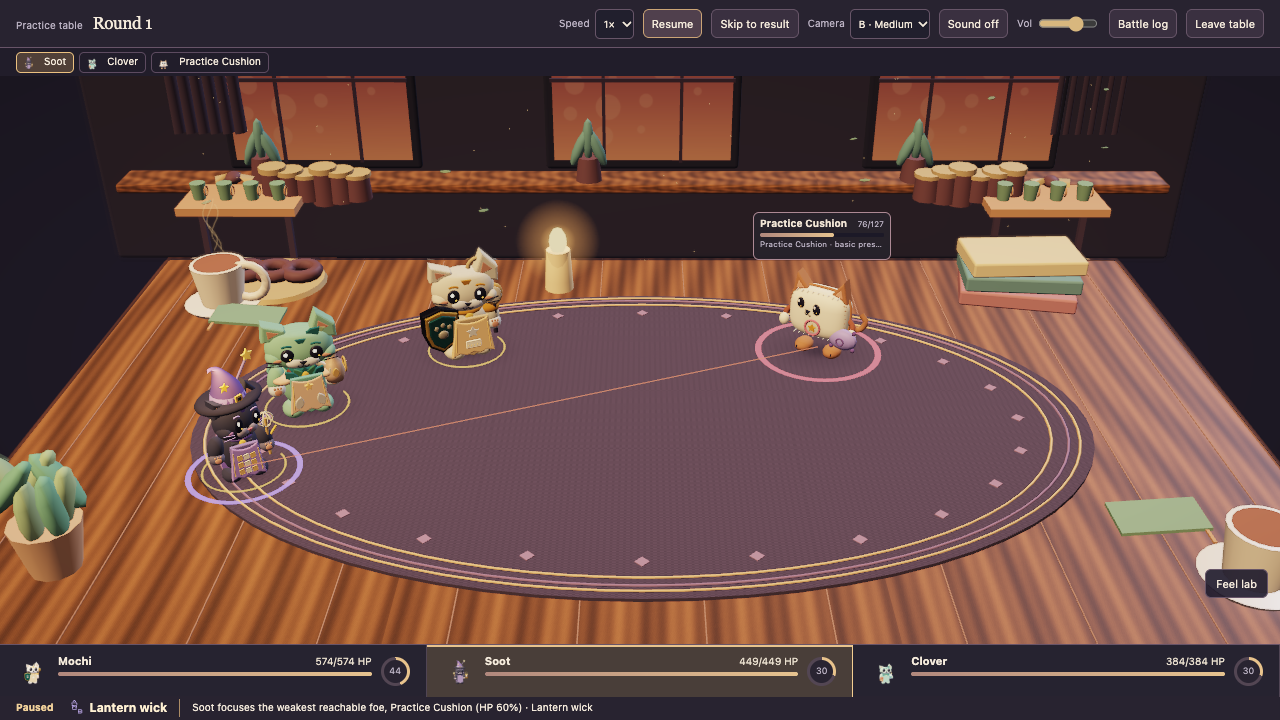 Practice table Round 1
Speed 1x Resume Skip to result Camera B · Medium Sound off Vol Battle log Leave table
Soot Clover Practice Cushion
Practice Cushion 76/127
Practice Cushion · basic pres...
Feel lab
Mochi 574/574 HP 44
Soot 449/449 HP 30
Clover 384/384 HP 30
Paused Lantern wick Soot focuses the weakest reachable foe, Practice Cushion (HP 60%) · Lantern wick